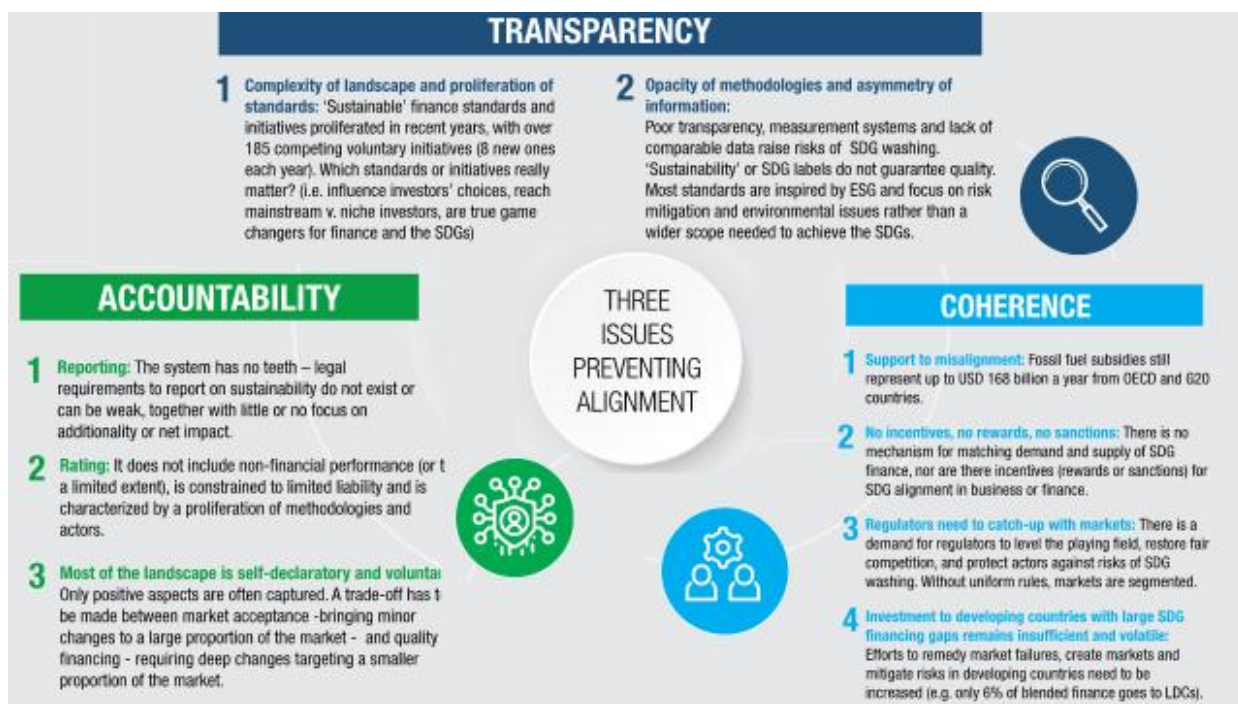 TRANSPARENCY
1 Complexity of landscape and proliferation of
standards: ‘Sustainable’ finance standards and
initiatives proliferated in recent years, with over
185 competing voluntary initiatives (8 new ones
each year). Which standards or initiatives really
matter? (i.e. influence investors’ choices, reach
mainstream v. niche investors, are true game
changers for finance and the SDGs)
2 Opacity of methodologies and asymmetry of
information:
Poor transparency, measurement systems and lack of
comparable data raise risks of SDG washing.
‘Sustainability’ or SDG labels do not guarantee quality.
Most standards are inspired by ESG and focus on risk
mitigation and environmental issues rather than a
wider scope needed to achieve the SDGs.
THREE
ISSUES
PREVENTING
ALIGNMENT
ACCOUNTABILITY
1 Reporting: The system has no teeth – legal
requirements to report on sustainability do not exist or
can be weak, together with little or no focus on
additionality or net impact.
2 Rating: It does not include non-financial performance (or t
a limited extent), is constrained to limited liability and is
characterized by a proliferation of methodologies and
actors.
3 Most of the landscape is self-declaratory and volunta
Only positive aspects are often captured. A trade-off has t
be made between market acceptance -bringing minor
changes to a large proportion of the market - and quality
financing - requiring deep changes targeting a smaller
proportion of the market.
COHERENCE
1 Support to misalignment: Fossil fuel subsidies still
represent up to USD 168 billion a year from OECD and G20
countries.
2 No incentives, no rewards, no sanctions: There is no
mechanism for matching demand and supply of SDG
finance, nor are there incentives (rewards or sanctions) for
SDG alignment in business or finance.
3 Regulators need to catch-up with markets: There is a
demand for regulators to level the playing field, restore fair
competition, and protect actors against risks of SDG
washing. Without uniform rules, markets are segmented.
4 Investment to developing countries with large SDG
financing gaps remains insufficient and volatile:
Efforts to remedy market failures, create markets and
mitigate risks in developing countries need to be
increased (e.g. only 6% of blended finance goes to LDCs).